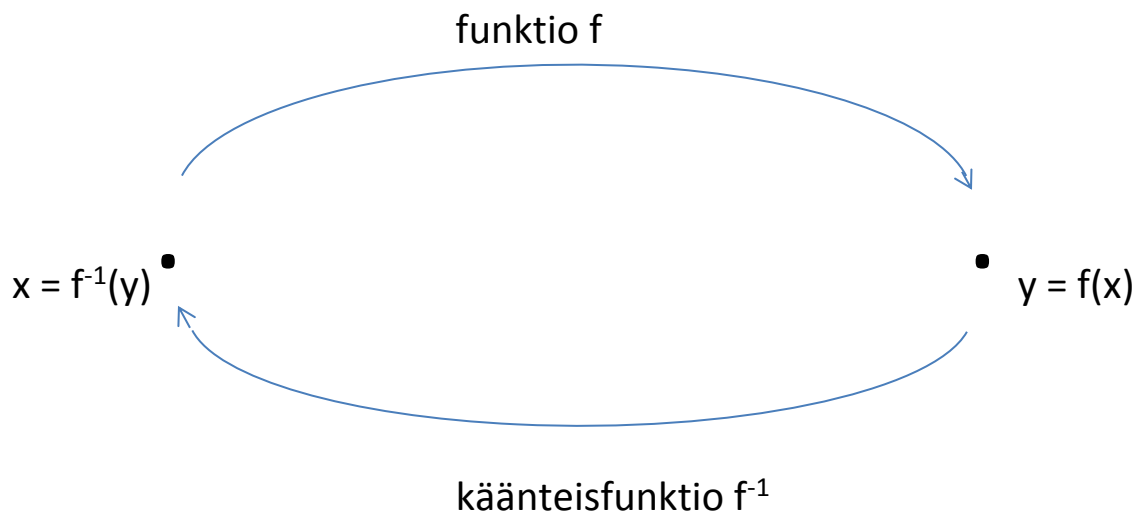 funktio f
x = f⁻¹(y)
y = f(x)
käänteisfunktio f⁻¹